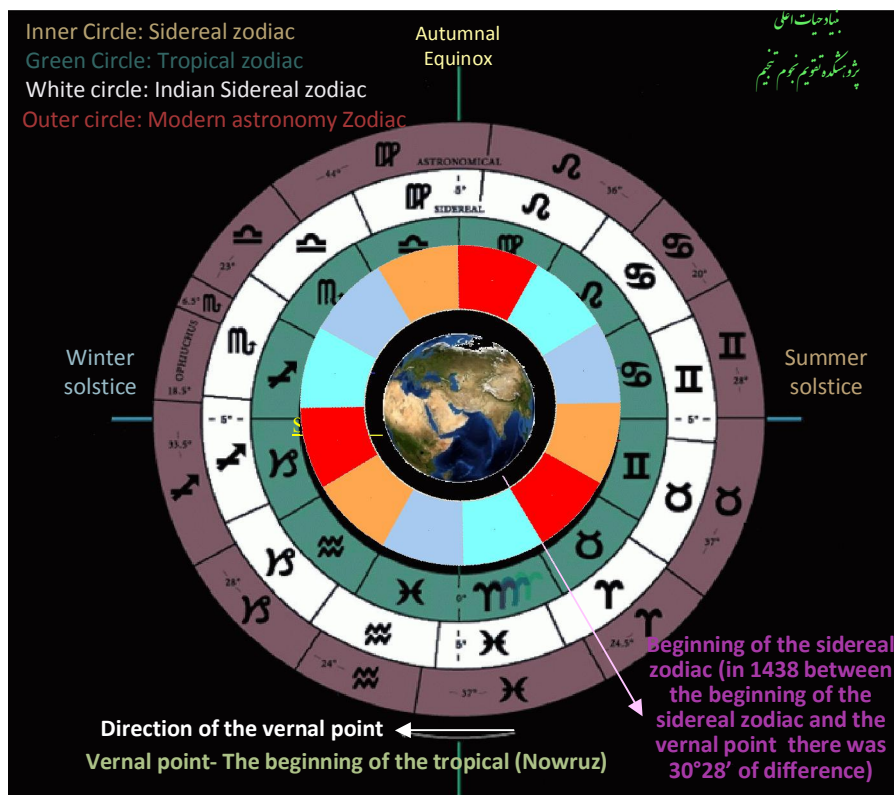 Inner Circle: Sidereal zodiac
Green Circle: Tropical zodiac
White circle: Indian Sidereal zodiac
Outer circle: Modern astronomy Zodiac
Autumnal
Equinox
بنیاد حیات اعلی
پژوهشکده تقویم نجوم تنجیم
ASTRONOMICAL
44°
36°
5°
SIDEREAL
23°
20°
6.5°
OPHIUCHUS
18.5°
28°
Winter
solstice
Summer
solstice
5°
5°
33.5°
S
37°
28°
0°
5°
24.5°
24°
37°
Beginning of the sidereal
zodiac (in 1438 between
the beginning of the
sidereal zodiac and the
vernal point there was
30°28' of difference)
Direction of the vernal point
Vernal point- The beginning of the tropical (Nowruz)